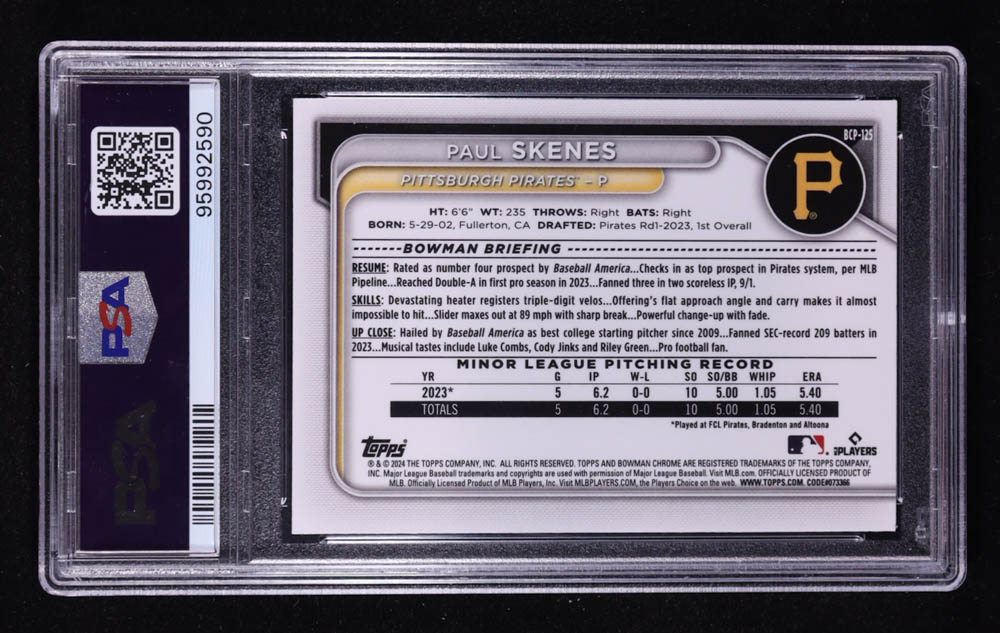 95992590
PSA
PSA
BCP-125
PAUL SKENES
PITTSBURGH PIRATES® – P
P
HT: 6'6" WT: 235 THROWS: Right BATS: Right
BORN: 5-29-02, Fullerton, CA DRAFTED: Pirates Rd1-2023, 1st Overall
BOWMAN BRIEFING
RESUME: Rated as number four prospect by Baseball America...Checks in as top prospect in Pirates system, per MLB
Pipeline...Reached Double-A in first pro season in 2023...Fanned three in two scoreless IP, 9/1.
SKILLS: Devastating heater registers triple-digit velos...Offering's flat approach angle and carry makes it almost
impossible to hit...Slider maxes out at 89 mph with sharp break...Powerful change-up with fade.
UP CLOSE: Hailed by Baseball America as best college starting pitcher since 2009...Fanned SEC-record 209 batters in
2023...Musical tastes include Luke Combs, Cody Jinks and Riley Green...Pro football fan.
MINOR LEAGUE PITCHING RECORD
YR G IP W-L SO SO/BB WHIP ERA
2023* 5 6.2 0-0 10 5.00 1.05 5.40
TOTALS 5 6.2 0-0 10 5.00 1.05 5.40
*Played at FCL Pirates, Bradenton and Altoona
Topps®
MLB PLAYERS
® & © 2024 THE TOPPS COMPANY, INC. ALL RIGHTS RESERVED. TOPPS AND BOWMAN CHROME ARE REGISTERED TRADEMARKS OF THE TOPPS COMPANY,
INC. Major League Baseball trademarks and copyrights are used with permission of Major League Baseball. Visit MLB.com. OFFICIALLY LICENSED PRODUCT OF
MLB. Officially Licensed Product of MLB Players, Inc. Visit MLBPLAYERS.COM, the Players Choice on the web. WWW.TOPPS.COM. CODE#073366